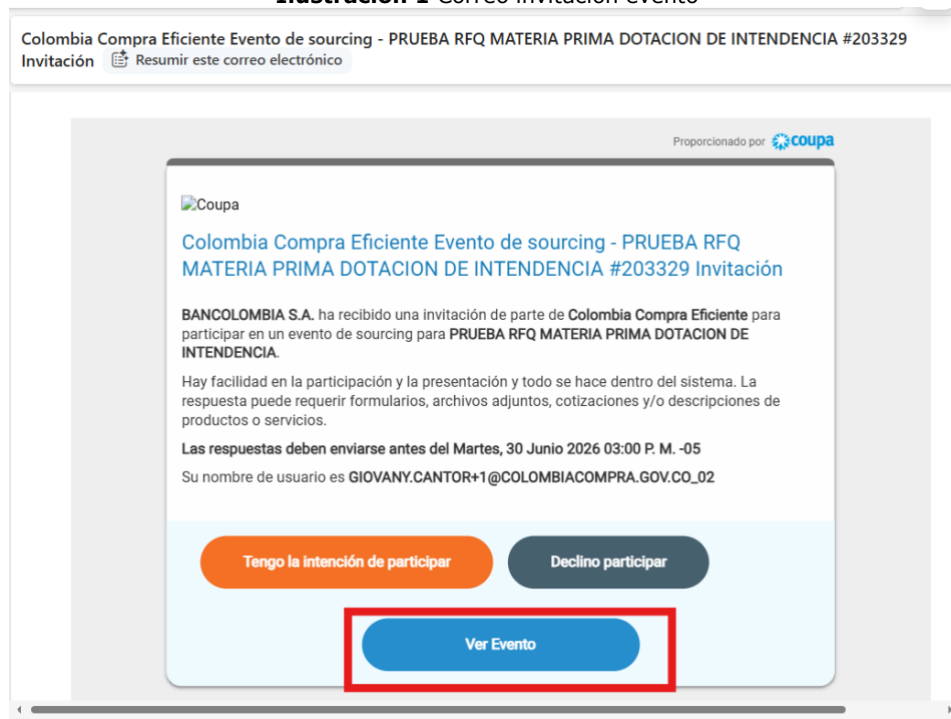 Ilustración 1 Correo invitación evento
Colombia Compra Eficiente Evento de sourcing - PRUEBA RFQ MATERIA PRIMA DOTACION DE INTENDENCIA #203329
Invitación Resumir este correo electrónico
Proporcionado por coupa
Coupa
Colombia Compra Eficiente Evento de sourcing - PRUEBA RFQ
MATERIA PRIMA DOTACION DE INTENDENCIA #203329 Invitación
BANCOLOMBIA S.A. ha recibido una invitación de parte de Colombia Compra Eficiente para
participar en un evento de sourcing para PRUEBA RFQ MATERIA PRIMA DOTACION DE
INTENDENCIA.
Hay facilidad en la participación y la presentación y todo se hace dentro del sistema. La
respuesta puede requerir formularios, archivos adjuntos, cotizaciones y/o descripciones de
productos o servicios.
Las respuestas deben enviarse antes del Martes, 30 Junio 2026 03:00 P. M. -05
Su nombre de usuario es GIOVANY.CANTOR+1@COLOMBIACOMPRA.GOV.CO_02
Tengo la intención de participar Declino participar
Ver Evento